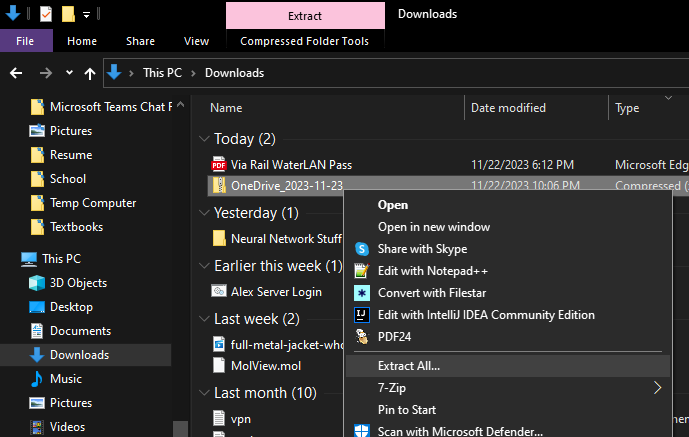 Extract
Downloads
File
Home
Share
View
Compressed Folder Tools
This PC
Downloads
Microsoft Teams Chat F
Pictures
Resume
School
Temp Computer
Textbooks
This PC
3D Objects
Desktop
Documents
Downloads
Music
Pictures
Videos
Name
Date modified
Type
Today (2)
PDF
Via Rail WaterLAN Pass
11/22/2023 6:12 PM
Microsoft Edg
OneDrive_2023-11-23
11/22/2023 10:06 PM
Compressed (
Yesterday (1)
Neural Network Stuff
Earlier this week (1)
Alex Server Login
Last week (2)
full-metal-jacket-who
MolView.mol
Last month (10)
vpn
Open
Open in new window
Share with Skype
Edit with Notepad++
Convert with Filestar
IJ
Edit with IntelliJ IDEA Community Edition
PDF24
Extract All...
7-Zip
Pin to Start
Scan with Microsoft Defender...